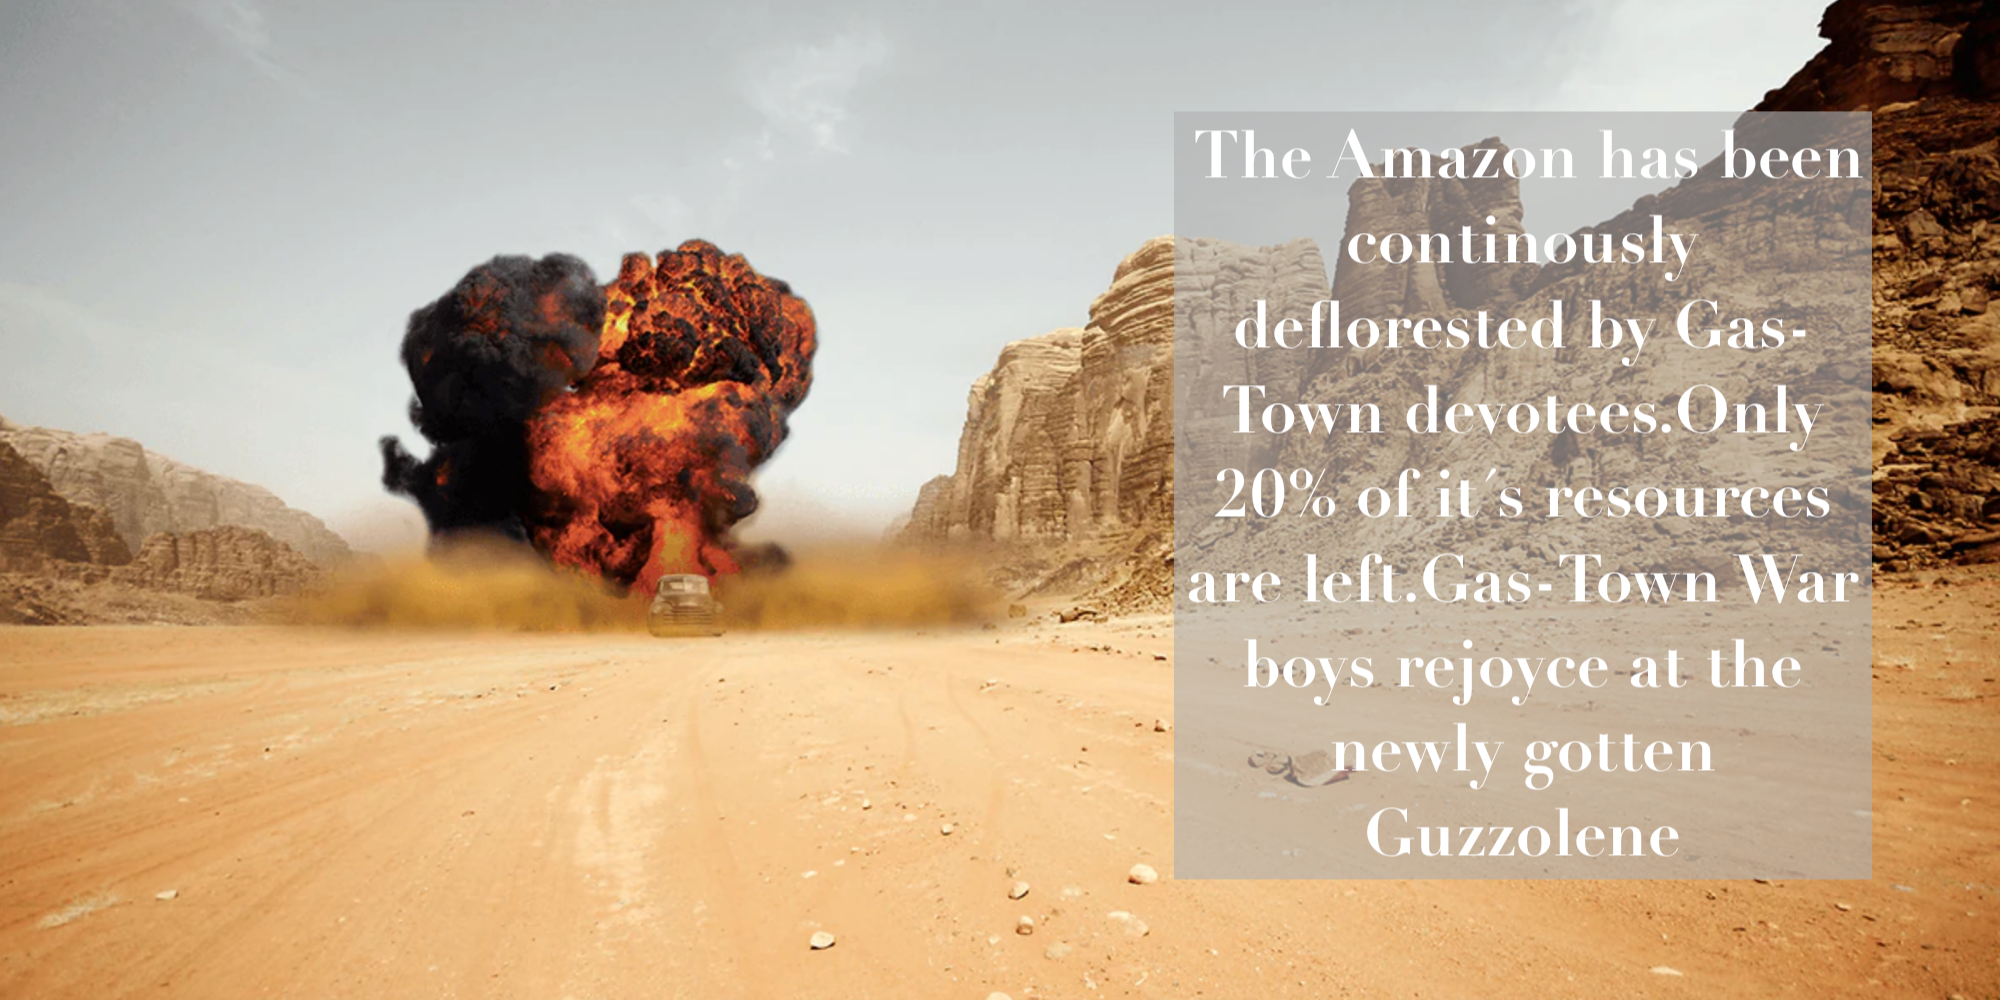 The Amazon has been
continously
deflorested by Gas-
Town devotees.Only
20% of it´s resources
are left.Gas-Town War
boys rejoyce at the
newly gotten
Guzzolene